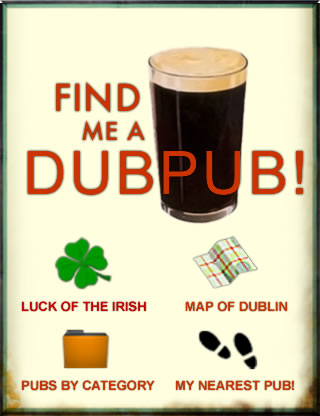 FIND
ME A
DUBPUB!
LUCK OF THE IRISH
MAP OF DUBLIN
PUBS BY CATEGORY
MY NEAREST PUB!